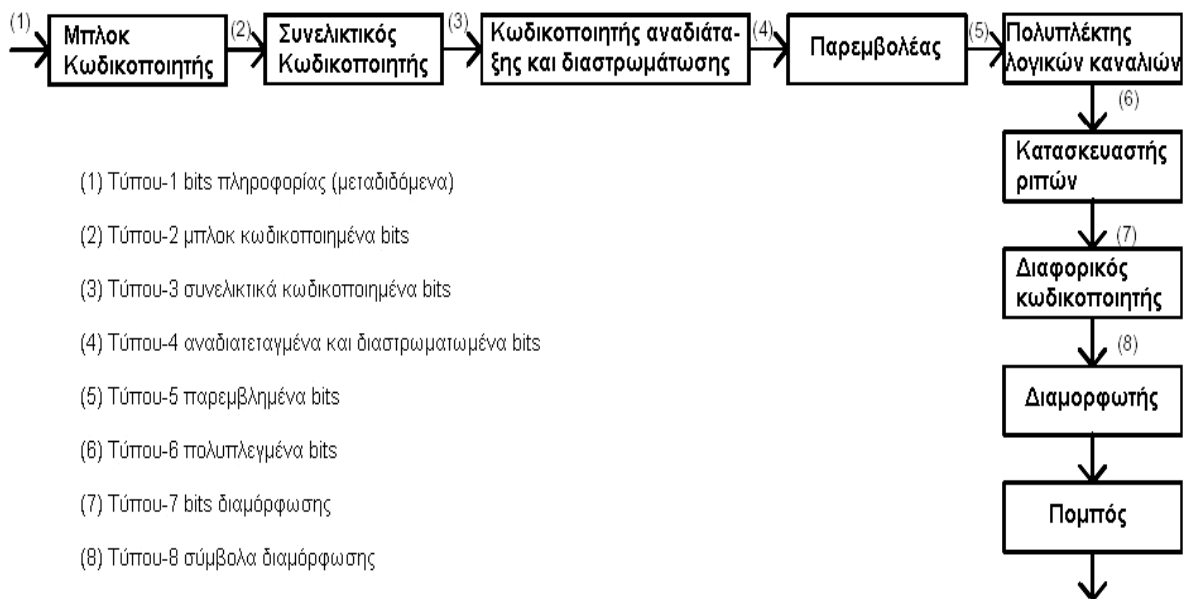 (1)
Μπλοκ
Κωδικοποιητής
(2)
Συνελικτικός
Κωδικοποιητής
(3)
Κωδικοποιητής αναδιάτα-
ξης και διαστρωμάτωσης
(4)
Παρεμβολέας
(5)
Πολυπλέκτης
λογικών καναλιών
(6)
Κατασκευαστής
ριπών
(7)
Διαφορικός
κωδικοποιητής
(8)
Διαμορφωτής
Πομπός
(1) Τύπου-1 bits πληροφορίας (μεταδιδόμενα)
(2) Τύπου-2 μπλοκ κωδικοποιημένα bits
(3) Τύπου-3 συνελικτικά κωδικοποιημένα bits
(4) Τύπου-4 αναδιατεταγμένα και διαστρωματωμένα bits
(5) Τύπου-5 παρεμβλημένα bits
(6) Τύπου-6 πολυπλεγμένα bits
(7) Τύπου-7 bits διαμόρφωσης
(8) Τύπου-8 σύμβολα διαμόρφωσης